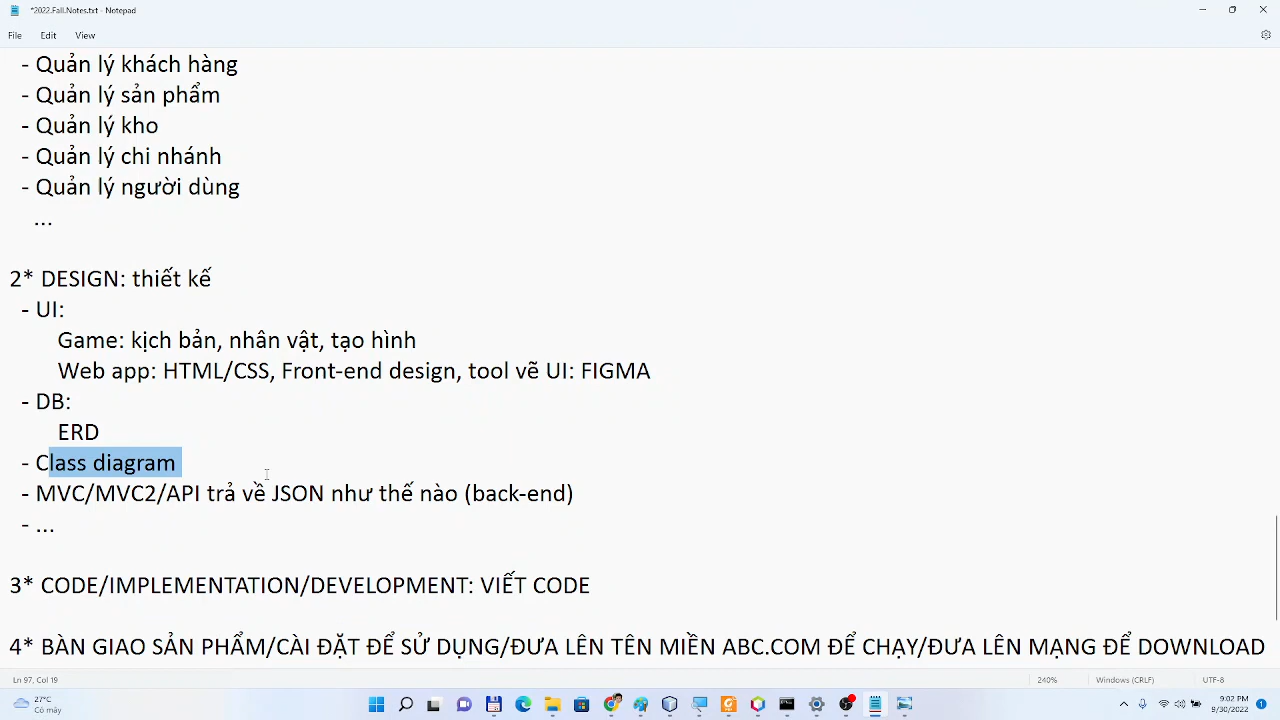 *2022.Fall.Notes.txt - Notepad
File Edit View
- Quản lý khách hàng
- Quản lý sản phẩm
- Quản lý kho
- Quản lý chi nhánh
- Quản lý người dùng
...
2* DESIGN: thiết kế
- UI:
Game: kịch bản, nhân vật, tạo hình
Web app: HTML/CSS, Front-end design, tool vẽ UI: FIGMA
- DB:
ERD
- Class diagram
- MVC/MVC2/API trả về JSON như thế nào (back-end)
- ...
3* CODE/IMPLEMENTATION/DEVELOPMENT: VIẾT CODE
4* BÀN GIAO SẢN PHẨM/CÀI ĐẶT ĐỂ SỬ DỤNG/ĐƯA LÊN TÊN MIỀN ABC.COM ĐỂ CHẠY/ĐƯA LÊN MẠNG ĐỂ DOWNLOAD
Ln 97, Col 19 240% Windows (CRLF) UTF-8
27°C
Có mây
9:02 PM
9/30/2022